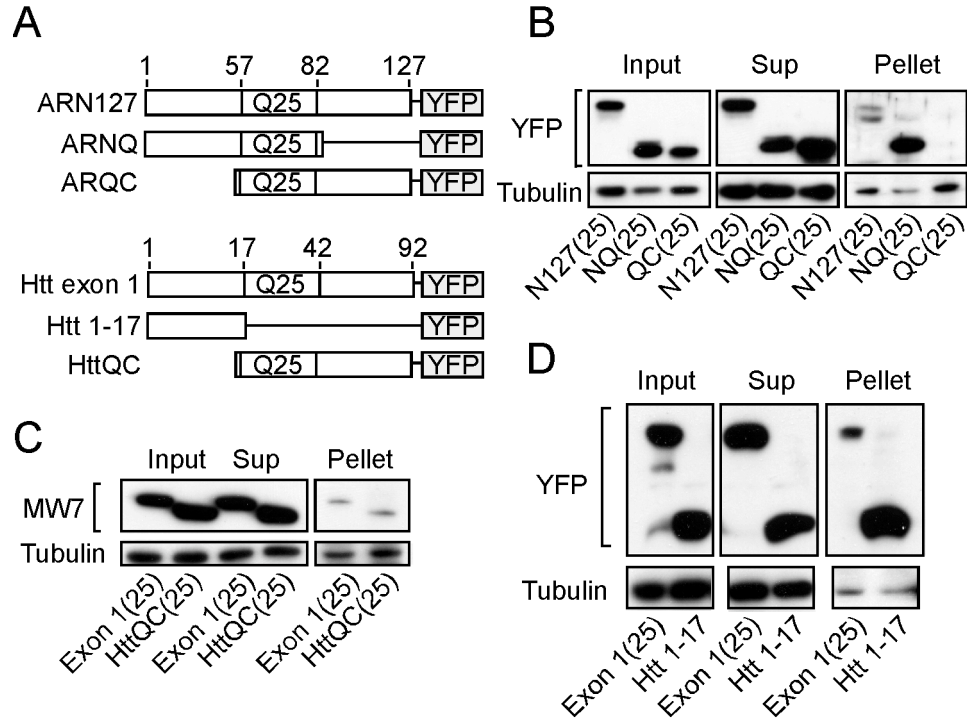 A
1 57 82 127
ARN127 Q25 YFP
ARNQ Q25 YFP
ARQC Q25 YFP
1 17 42 92
Htt exon 1 Q25 YFP
Htt 1-17 YFP
HttQC Q25 YFP
B
Input Sup Pellet
YFP
Tubulin
N127(25) NQ(25) QC(25) N127(25) NQ(25) QC(25) N127(25) NQ(25) QC(25)
C
Input Sup Pellet
MW7
Tubulin
Exon 1(25) HttQC(25) Exon 1(25) HttQC(25) Exon 1(25) HttQC(25)
D
Input Sup Pellet
YFP
Tubulin
Exon 1(25) Htt 1-17 Exon 1(25) Htt 1-17 Exon 1(25) Htt 1-17